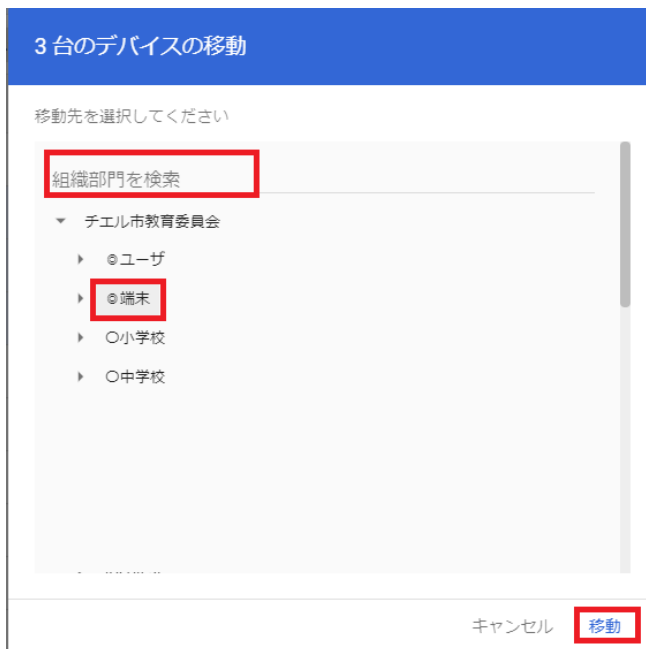 3 台のデバイスの移動
移動先を選択してください
組織部門を検索
チエル市教育委員会
◎ユーザ
◎端末
〇小学校
〇中学校
キャンセル 移動